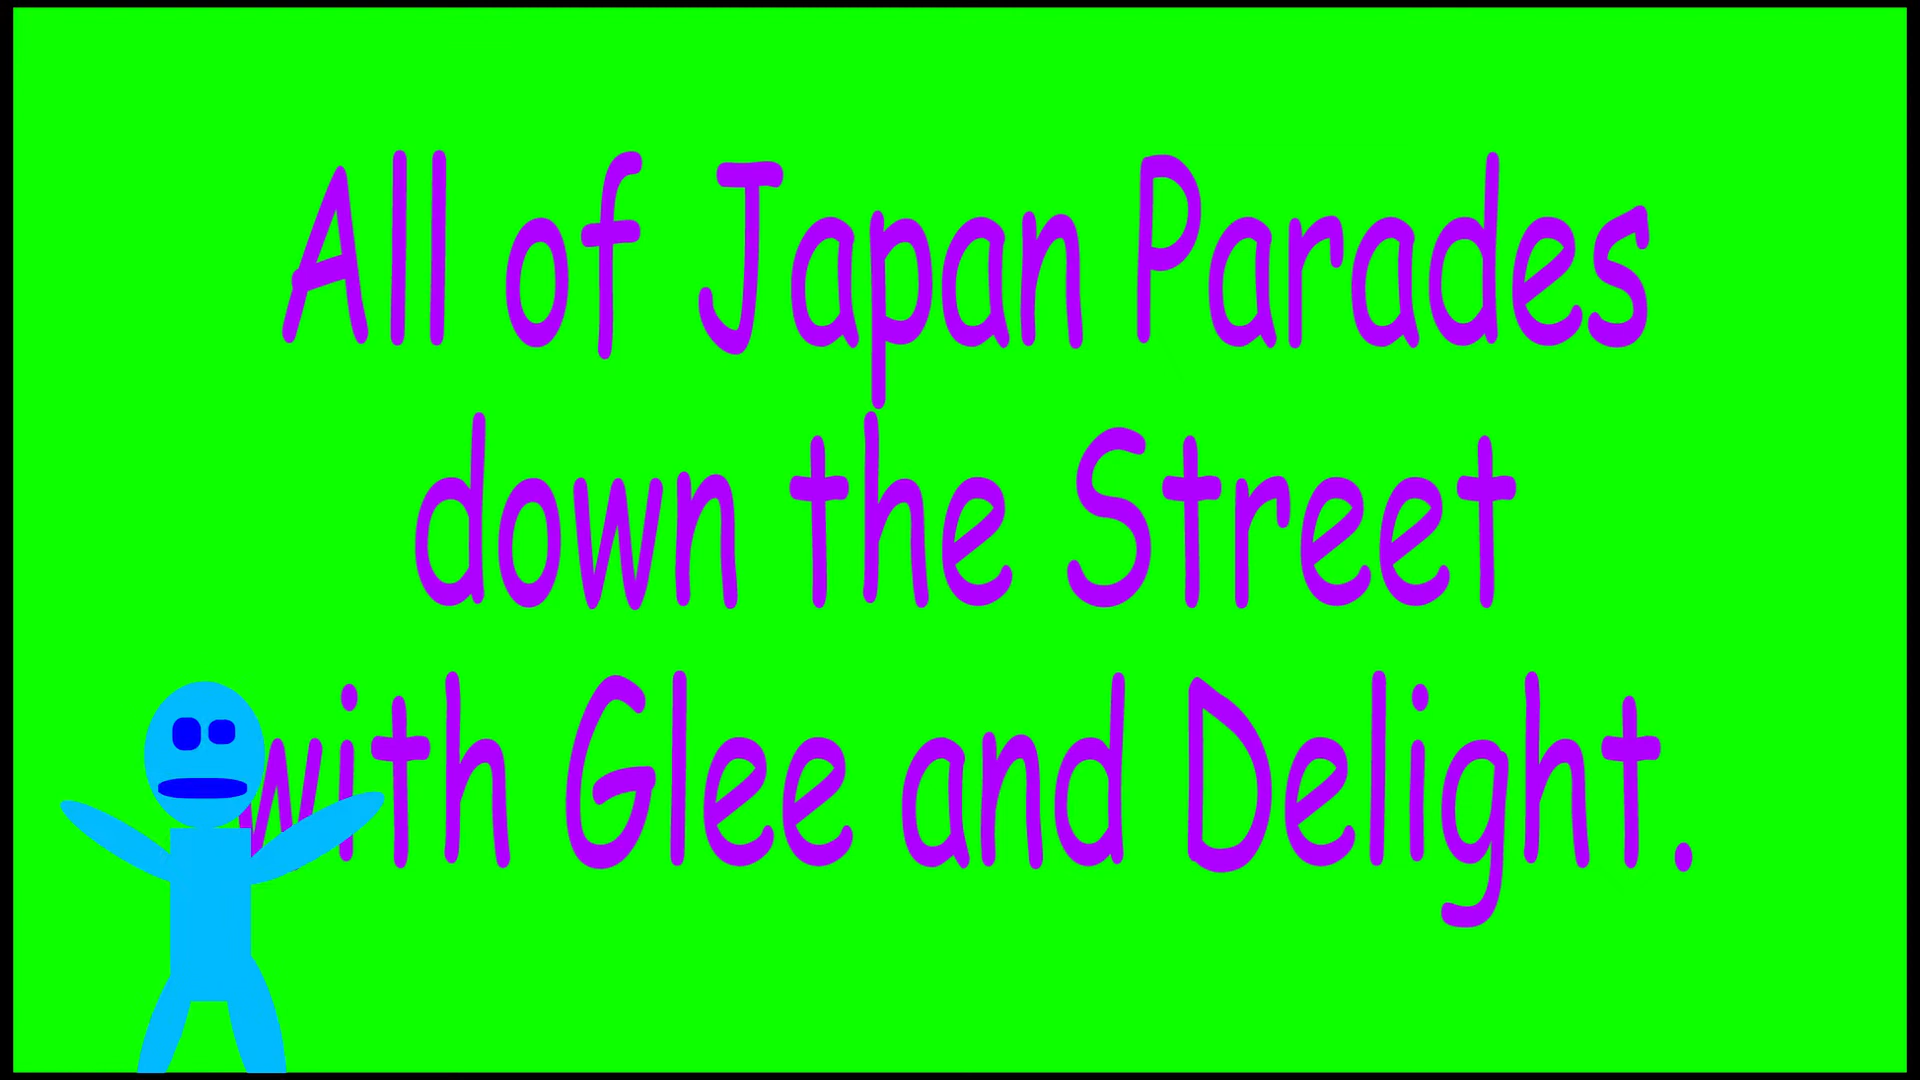 All of Japan Parades
down the Street
with Glee and Delight.